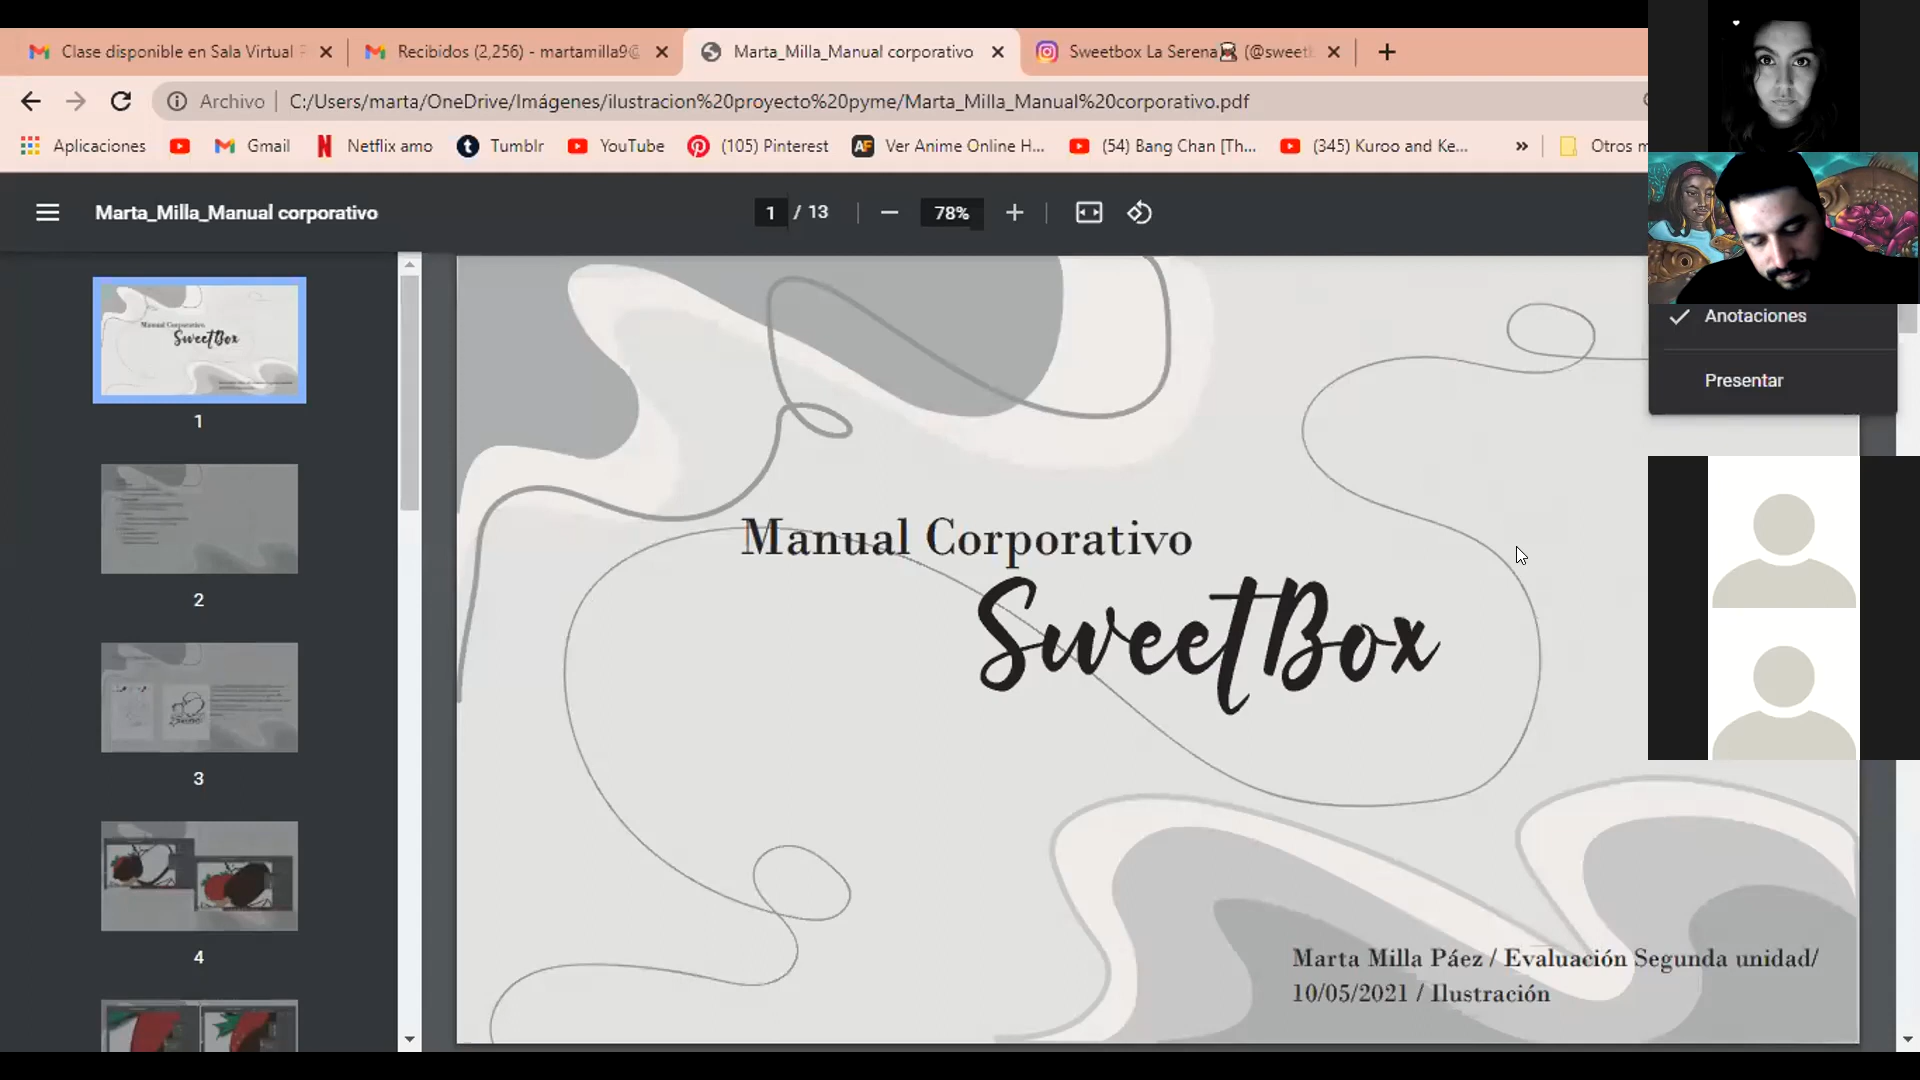 Clase disponible en Sala Virtual
Recibidos (2,256) - martamilla9@
Marta_Milla_Manual corporativo
Sweetbox La Serena (@sweet
Archivo
C:/Users/marta/OneDrive/Imágenes/ilustracion%20proyecto%20pyme/Marta_Milla_Manual%20corporativo.pdf
Aplicaciones
Gmail
Netflix amo
Tumblr
YouTube
(105) Pinterest
Ver Anime Online H...
(54) Bang Chan [Th...
(345) Kuroo and Ke...
»
Otros
Marta_Milla_Manual corporativo
1 / 13
78%
Anotaciones
Presentar
Manual Corporativo
SweetBox
1
2
3
4
Manual Corporativo
SweetBox
Marta Milla Páez / Evaluación Segunda unidad/
10/05/2021 / Ilustración